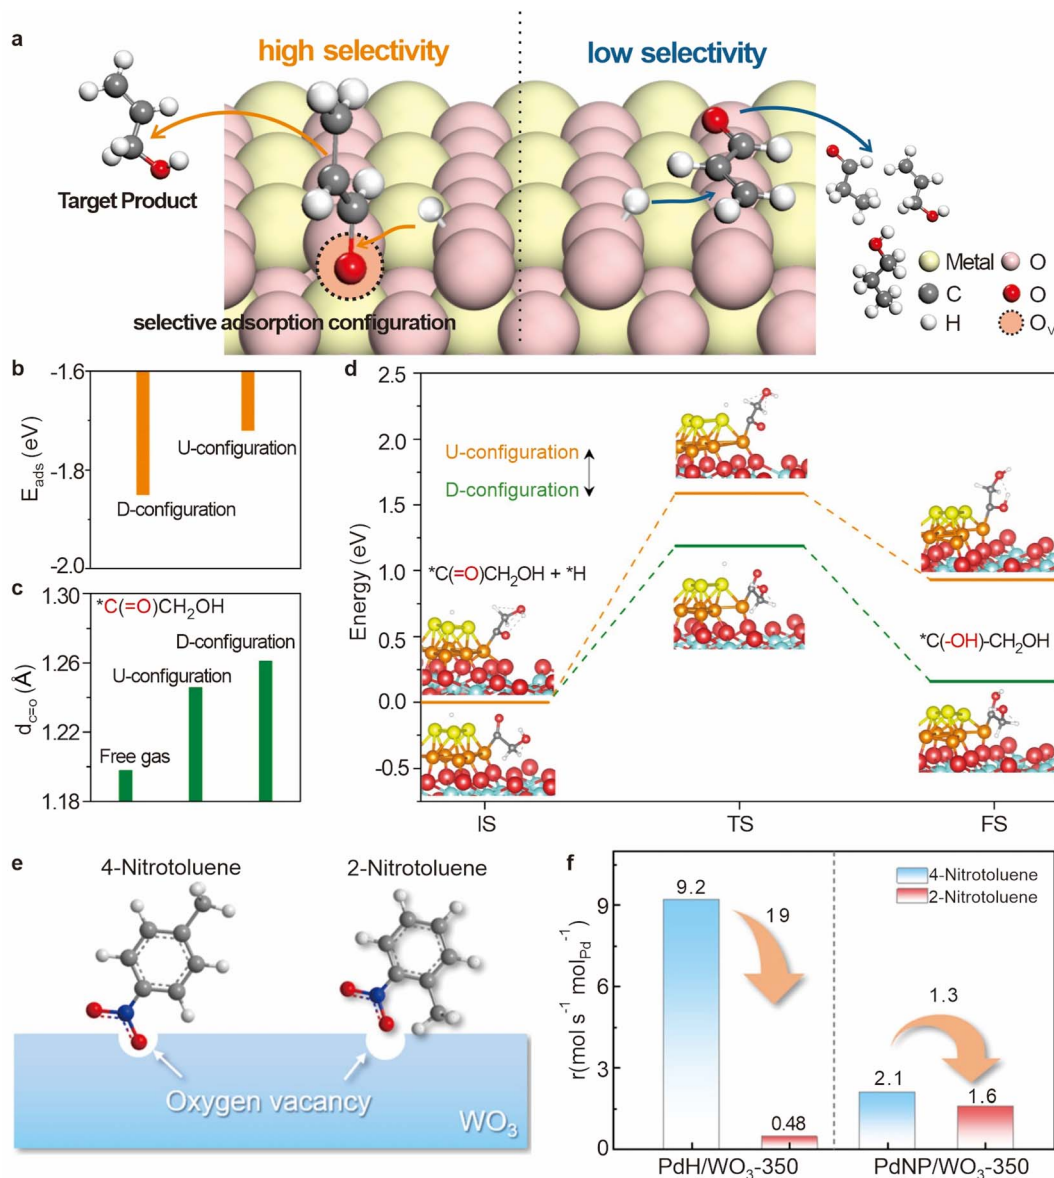 a
high selectivity
low selectivity
Target Product
selective adsorption configuration
Metal
O
C
O
H
Oᵥ
b
-1.6
-1.8
-2.0
E_ads (eV)
D-configuration
U-configuration
c
1.30
1.26
1.22
1.18
d_c=o (Å)
*C(=O)CH₂OH
D-configuration
U-configuration
Free gas
d
2.5
2.0
1.5
1.0
0.5
0.0
-0.5
Energy (eV)
U-configuration
D-configuration
*C(=O)CH₂OH + *H
*C(-OH)-CH₂OH
IS
TS
FS
e
4-Nitrotoluene
2-Nitrotoluene
Oxygen vacancy
WO₃
f
9
6
3
0
r(mol s⁻¹ mol_Pd⁻¹)
4-Nitrotoluene
2-Nitrotoluene
9.2
19
0.48
1.3
2.1
1.6
PdH/WO₃-350
PdNP/WO₃-350